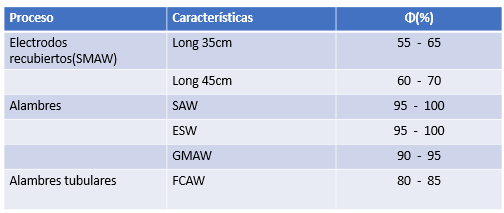 Proceso Características Φ(%)
Electrodos recubiertos(SMAW) Long 35cm 55 - 65
Long 45cm 60 - 70
Alambres SAW 95 - 100
ESW 95 - 100
GMAW 90 - 95
Alambres tubulares FCAW 80 - 85